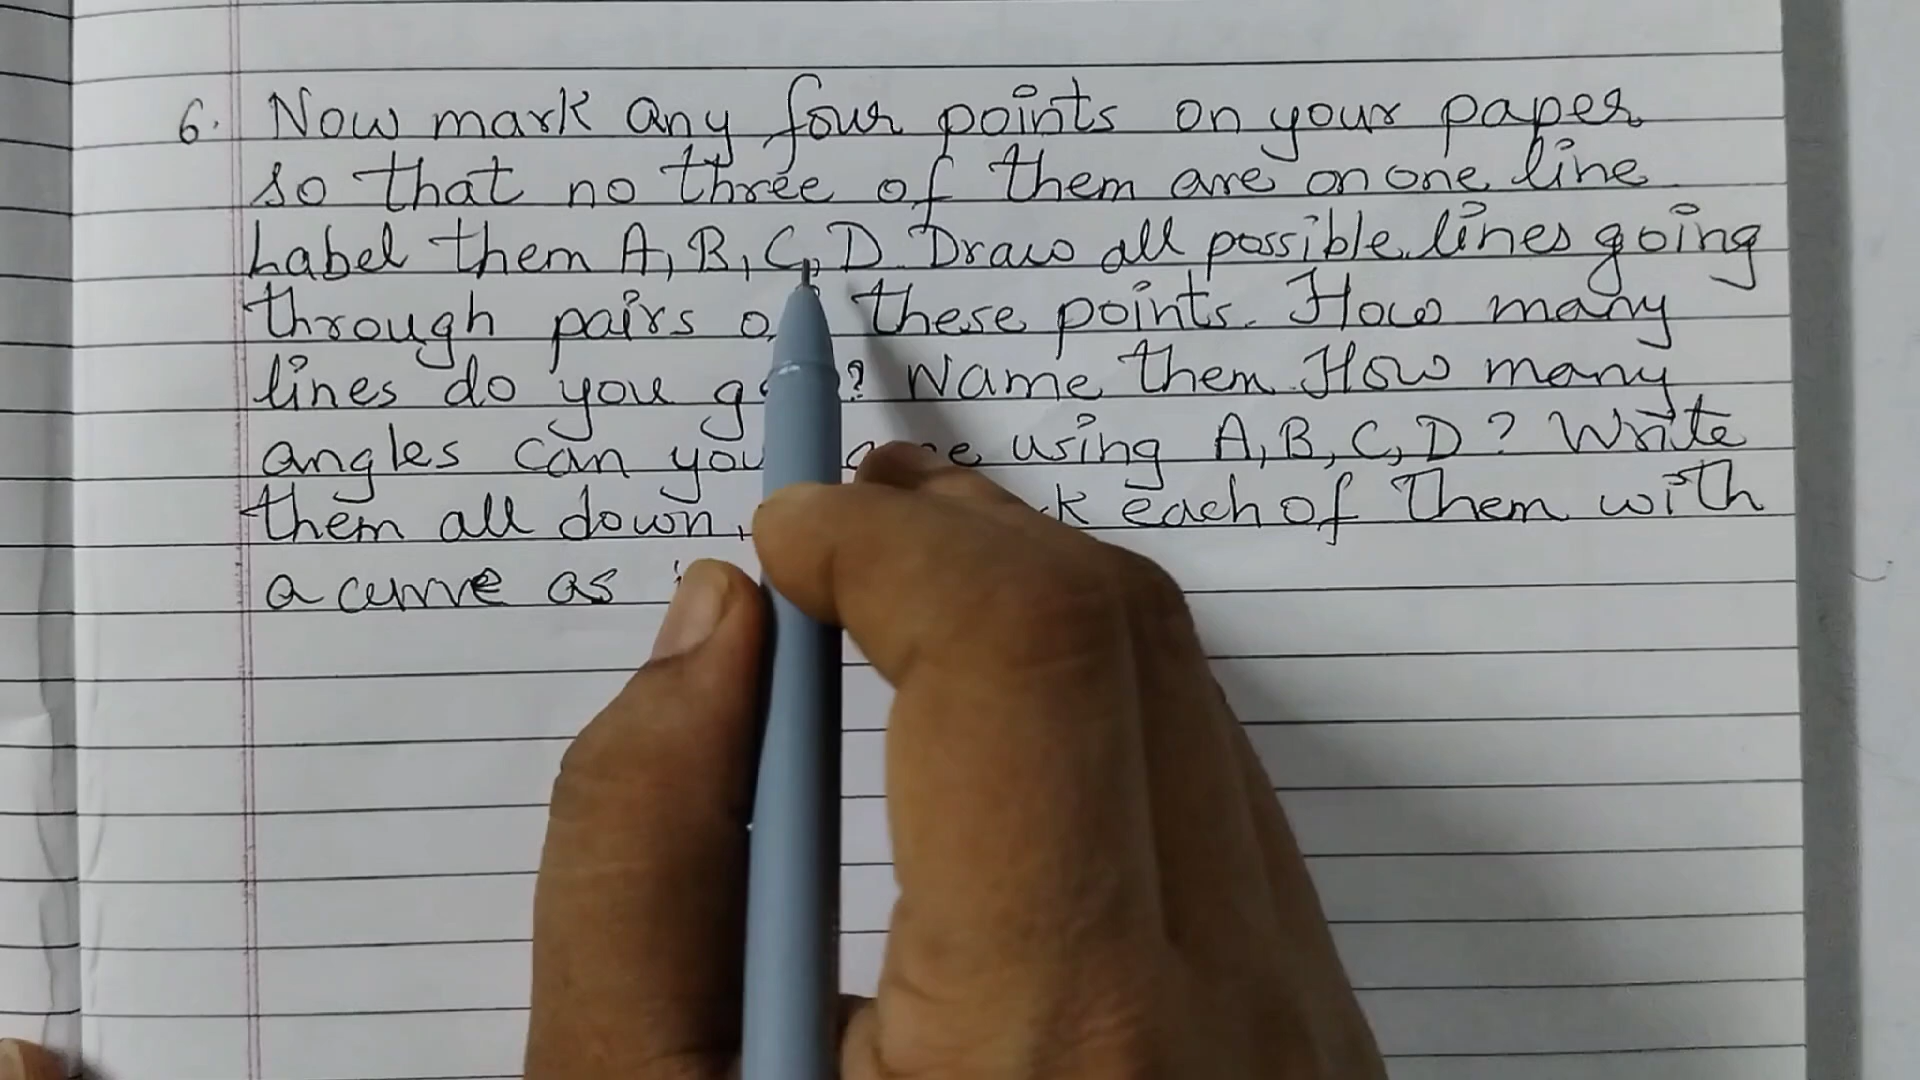 6. Now mark any four points on your paper
so that no three of them are on one line
Label them A, B, C, D. Draw all possible lines going
through pairs these points. How many
lines do you ? Name them. How many
angles can you using A, B, C, D? Write
them all down, each of them with
a curve as